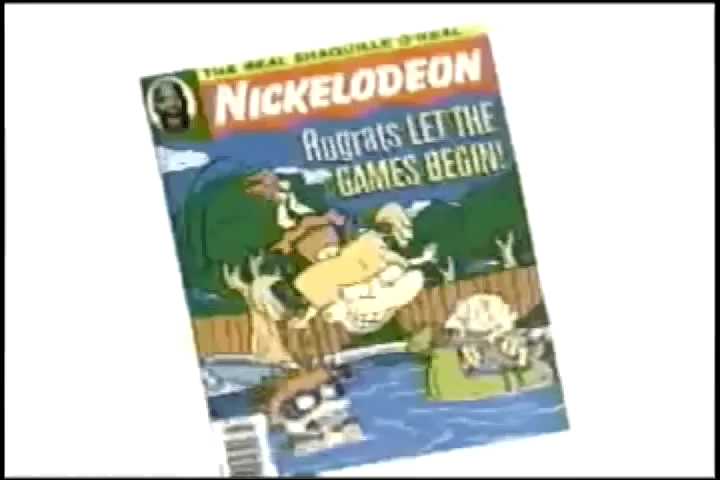 THE REAL SHAQUILLE O'NEAL
NICKELODEON
Rugrats LET THE
GAMES BEGIN!